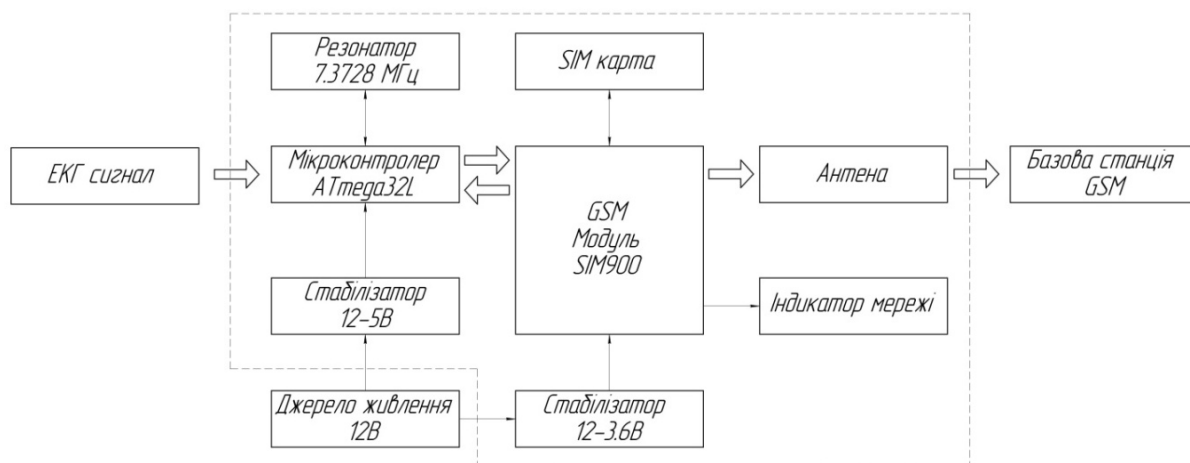 Резонатор
7.3728 МГц
SIM карта
ЕКГ сигнал
Мікроконтролер
ATmega32L
GSM
Модуль
SIM900
Антена
Базова станція
GSM
Стабілізатор
12-5В
Індикатор мережі
Джерело живлення
12В
Стабілізатор
12-3.6В